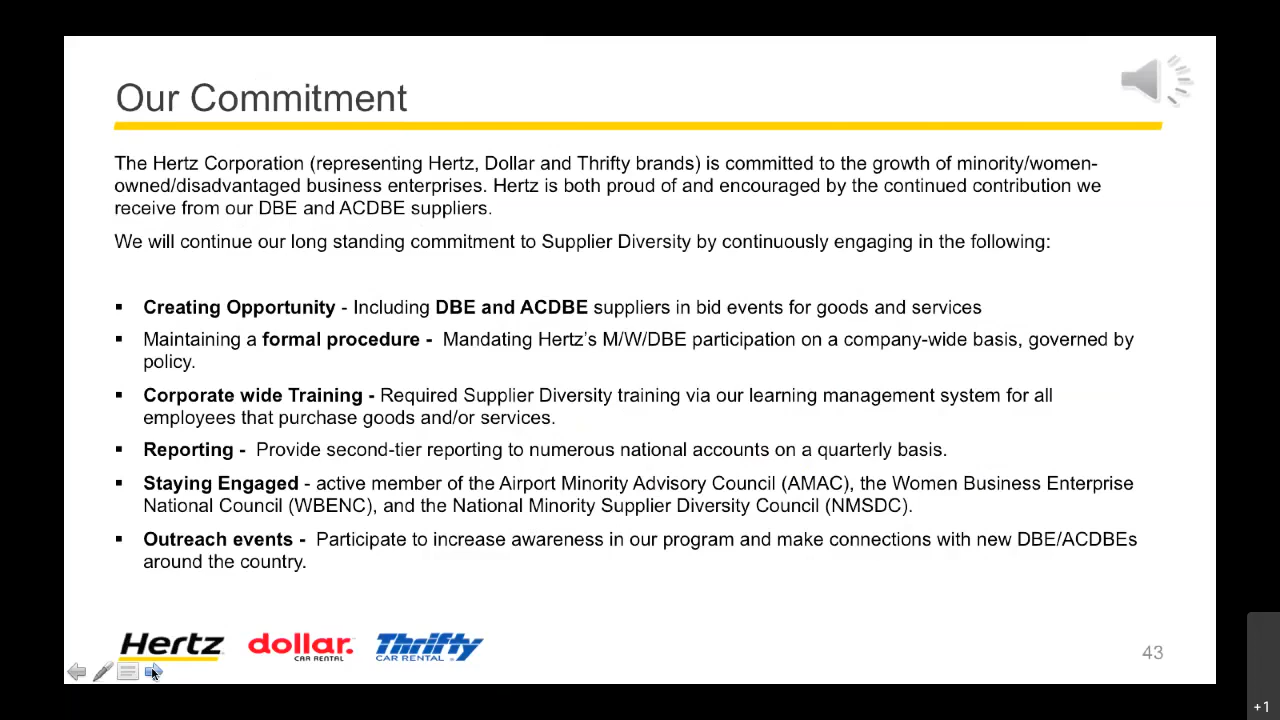 Our Commitment
The Hertz Corporation (representing Hertz, Dollar and Thrifty brands) is committed to the growth of minority/women-
owned/disadvantaged business enterprises. Hertz is both proud of and encouraged by the continued contribution we
receive from our DBE and ACDBE suppliers.
We will continue our long standing commitment to Supplier Diversity by continuously engaging in the following:
▪ Creating Opportunity - Including DBE and ACDBE suppliers in bid events for goods and services
▪ Maintaining a formal procedure - Mandating Hertz's M/W/DBE participation on a company-wide basis, governed by
policy.
▪ Corporate wide Training - Required Supplier Diversity training via our learning management system for all
employees that purchase goods and/or services.
▪ Reporting - Provide second-tier reporting to numerous national accounts on a quarterly basis.
▪ Staying Engaged - active member of the Airport Minority Advisory Council (AMAC), the Women Business Enterprise
National Council (WBENC), and the National Minority Supplier Diversity Council (NMSDC).
▪ Outreach events - Participate to increase awareness in our program and make connections with new DBE/ACDBEs
around the country.
Hertz dollar. Thrifty
CAR RENTAL CAR RENTAL
43
+1